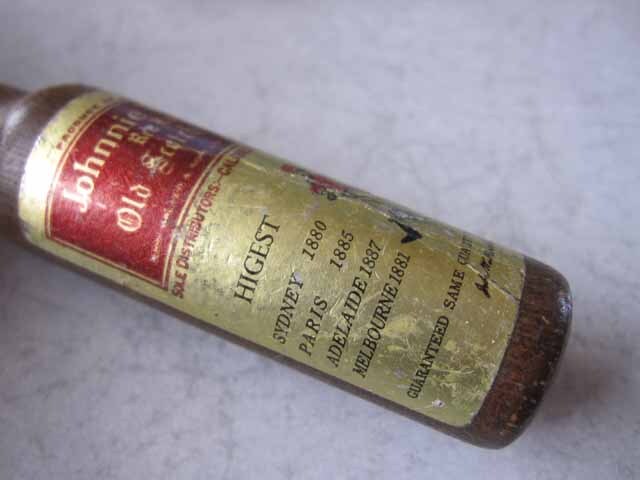 Johnnie
Old
SOLE DISTRIBUTORS
HIGEST
SYDNEY 1880
PARIS 1885
ADELAIDE 1887
MELBOURNE 1881
GUARANTEED SAME